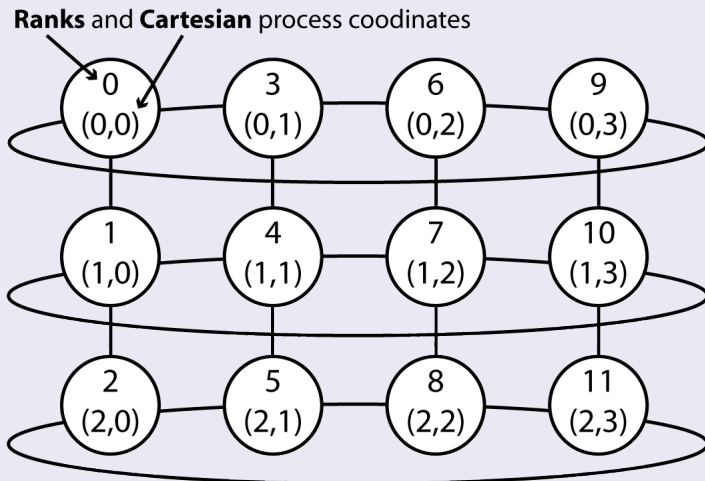 Ranks and Cartesian process coodinates
0 3 6 9
(0,0) (0,1) (0,2) (0,3)
1 4 7 10
(1,0) (1,1) (1,2) (1,3)
2 5 8 11
(2,0) (2,1) (2,2) (2,3)